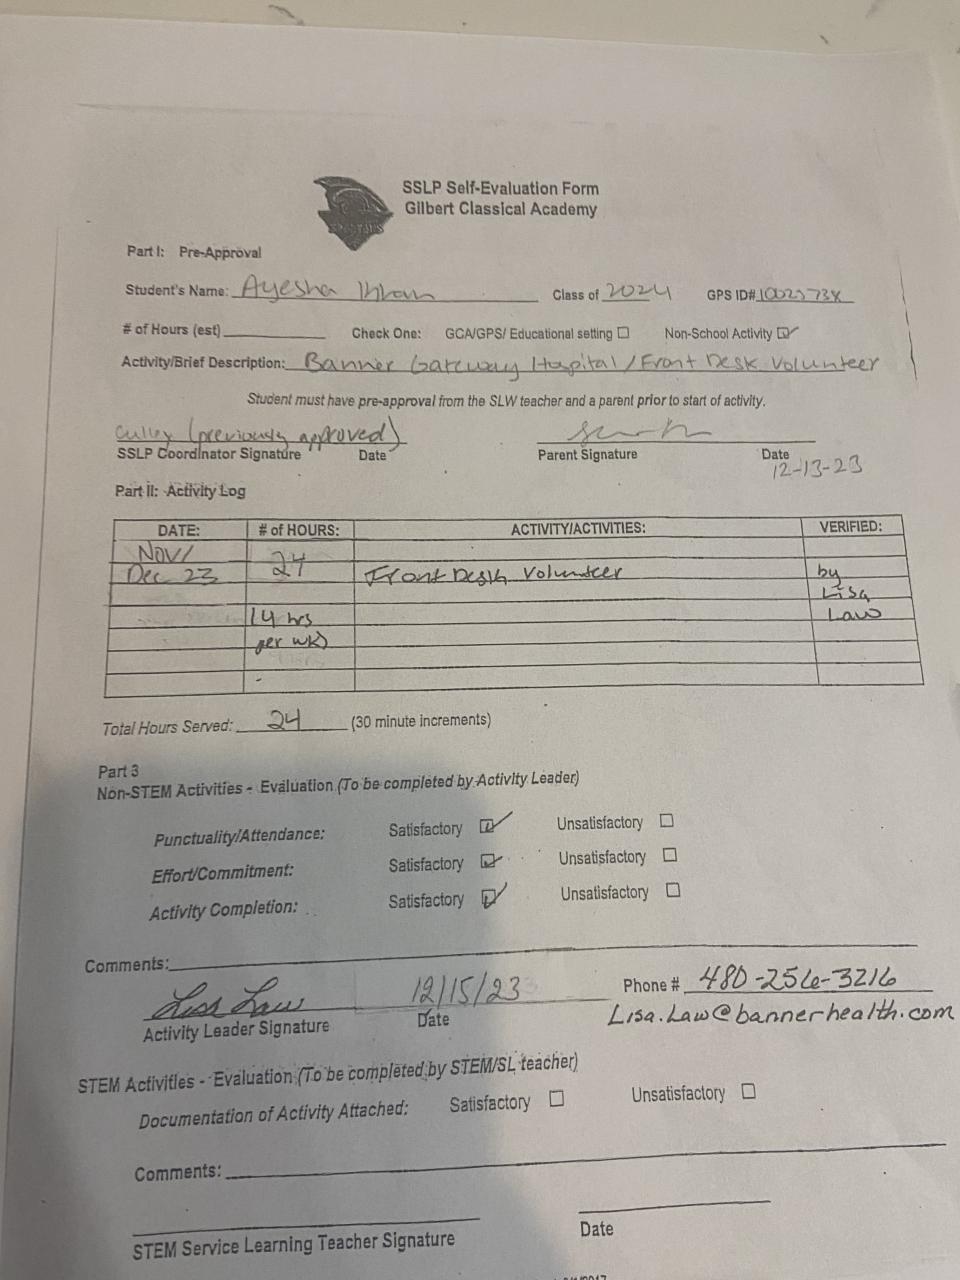 SSLP Self-Evaluation Form
Gilbert Classical Academy
SPARTANS
Part I: Pre-Approval
Student's Name: Ayesha Khan Class of 2024 GPS ID#
# of Hours (est) Check One: GCA/GPS/ Educational setting ☐ Non-School Activity ☑
Activity/Brief Description: Banner Gateway Hospital/Front Desk Volunteer
Student must have pre-approval from the SLW teacher and a parent prior to start of activity.
Culley (previously approved)
SSLP Coordinator Signature Date Parent Signature Date
12-13-23
Part II: Activity Log
DATE: # of HOURS: ACTIVITY/ACTIVITIES: VERIFIED:
Nov/
Dec 23 24 Front Desk Volunteer by
Lisa
(4 hrs Law
per wk)
Total Hours Served: 24 (30 minute increments)
Part 3
Non-STEM Activities - Evaluation (To be completed by Activity Leader)
Punctuality/Attendance: Satisfactory ☑ Unsatisfactory ☐
Effort/Commitment: Satisfactory ☑ Unsatisfactory ☐
Activity Completion: Satisfactory ☑ Unsatisfactory ☐
Comments:
Lisa Law 12/15/23 Phone # 480-256-3216
Activity Leader Signature Date Lisa.Law@bannerhealth.com
STEM Activities - Evaluation (To be completed by STEM/SL teacher)
Documentation of Activity Attached: Satisfactory ☐ Unsatisfactory ☐
Comments:
STEM Service Learning Teacher Signature Date